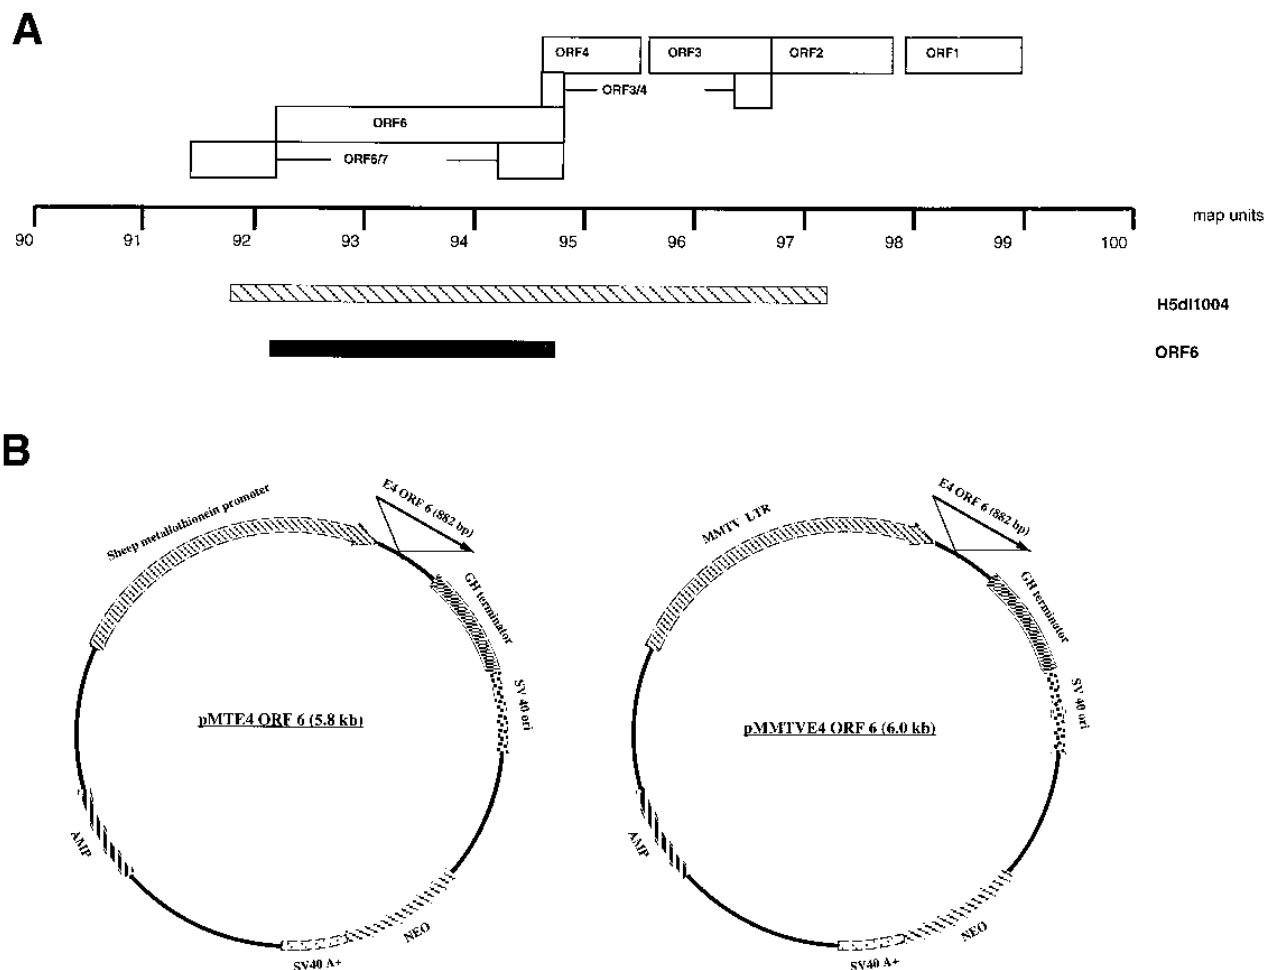 A
ORF4 ORF3 ORF2 ORF1
ORF3/4
ORF6
ORF6/7
map units
90 91 92 93 94 95 96 97 98 99 100
H5dl1004
ORF6
B
Sheep metallothionein promoter
E4 ORF 6 (882 bp)
GH terminator
SV 40 ori
pMTE4 ORF 6 (5.8 kb)
AMP
NEO
SV40 A+
MMTV LTR
E4 ORF 6 (882 bp)
GH terminator
SV 40 ori
pMMTVE4 ORF 6 (6.0 kb)
AMP
NEO
SV40 A+